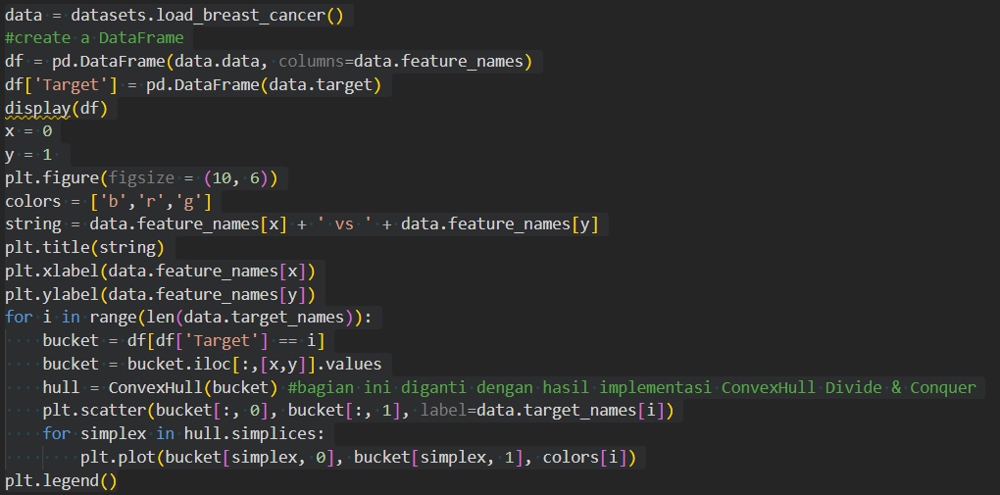 data = datasets.load_breast_cancer()
#create a DataFrame
df = pd.DataFrame(data.data, columns=data.feature_names)
df['Target'] = pd.DataFrame(data.target)
display(df)
x = 0
y = 1
plt.figure(figsize = (10, 6))
colors = ['b','r','g']
string = data.feature_names[x] + ' vs ' + data.feature_names[y]
plt.title(string)
plt.xlabel(data.feature_names[x])
plt.ylabel(data.feature_names[y])
for i in range(len(data.target_names)):
    bucket = df[df['Target'] == i]
    bucket = bucket.iloc[:,[x,y]].values
    hull = ConvexHull(bucket) #bagian ini diganti dengan hasil implementasi ConvexHull Divide & Conquer
    plt.scatter(bucket[:, 0], bucket[:, 1], label=data.target_names[i])
    for simplex in hull.simplices:
        plt.plot(bucket[simplex, 0], bucket[simplex, 1], colors[i])
plt.legend()